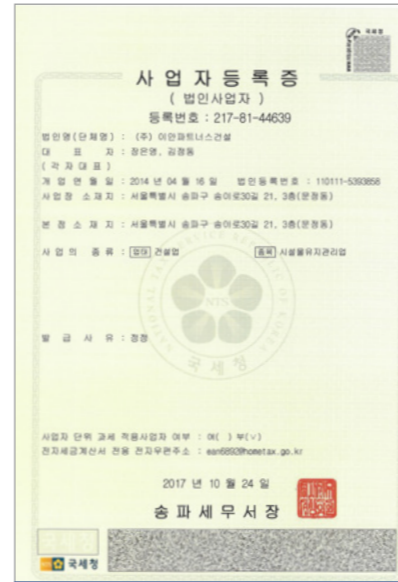 국세청
사업자등록증
( 법인사업자 )
등록번호 : 217-81-44639
법인명(단체명) : (주) 이안파트너스건설
대 표 자 : 장은영, 김정동
( 각 자 대 표 )
개 업 연 월 일 : 2014 년 04 월 16 일 법인등록번호 : 110111-5393856
사업장 소재지 : 서울특별시 송파구 송이로30길 21, 3층(문정동)
본 점 소 재 지 : 서울특별시 송파구 송이로30길 21, 3층(문정동)
사 업 의 종 류 : 업태 건설업 종목 시설물유지관리업
NATIONAL TAX SERVICE REPUBLIC OF KOREA
NTS
국세청
발 급 사 유 : 정정
사업자 단위 과세 적용사업자 여부 : 여( ) 부(∨)
전자세금계산서 전용 전자우편주소 : ean6893@hometax.go.kr
2017 년 10 월 24 일
송파세무서장
국세청